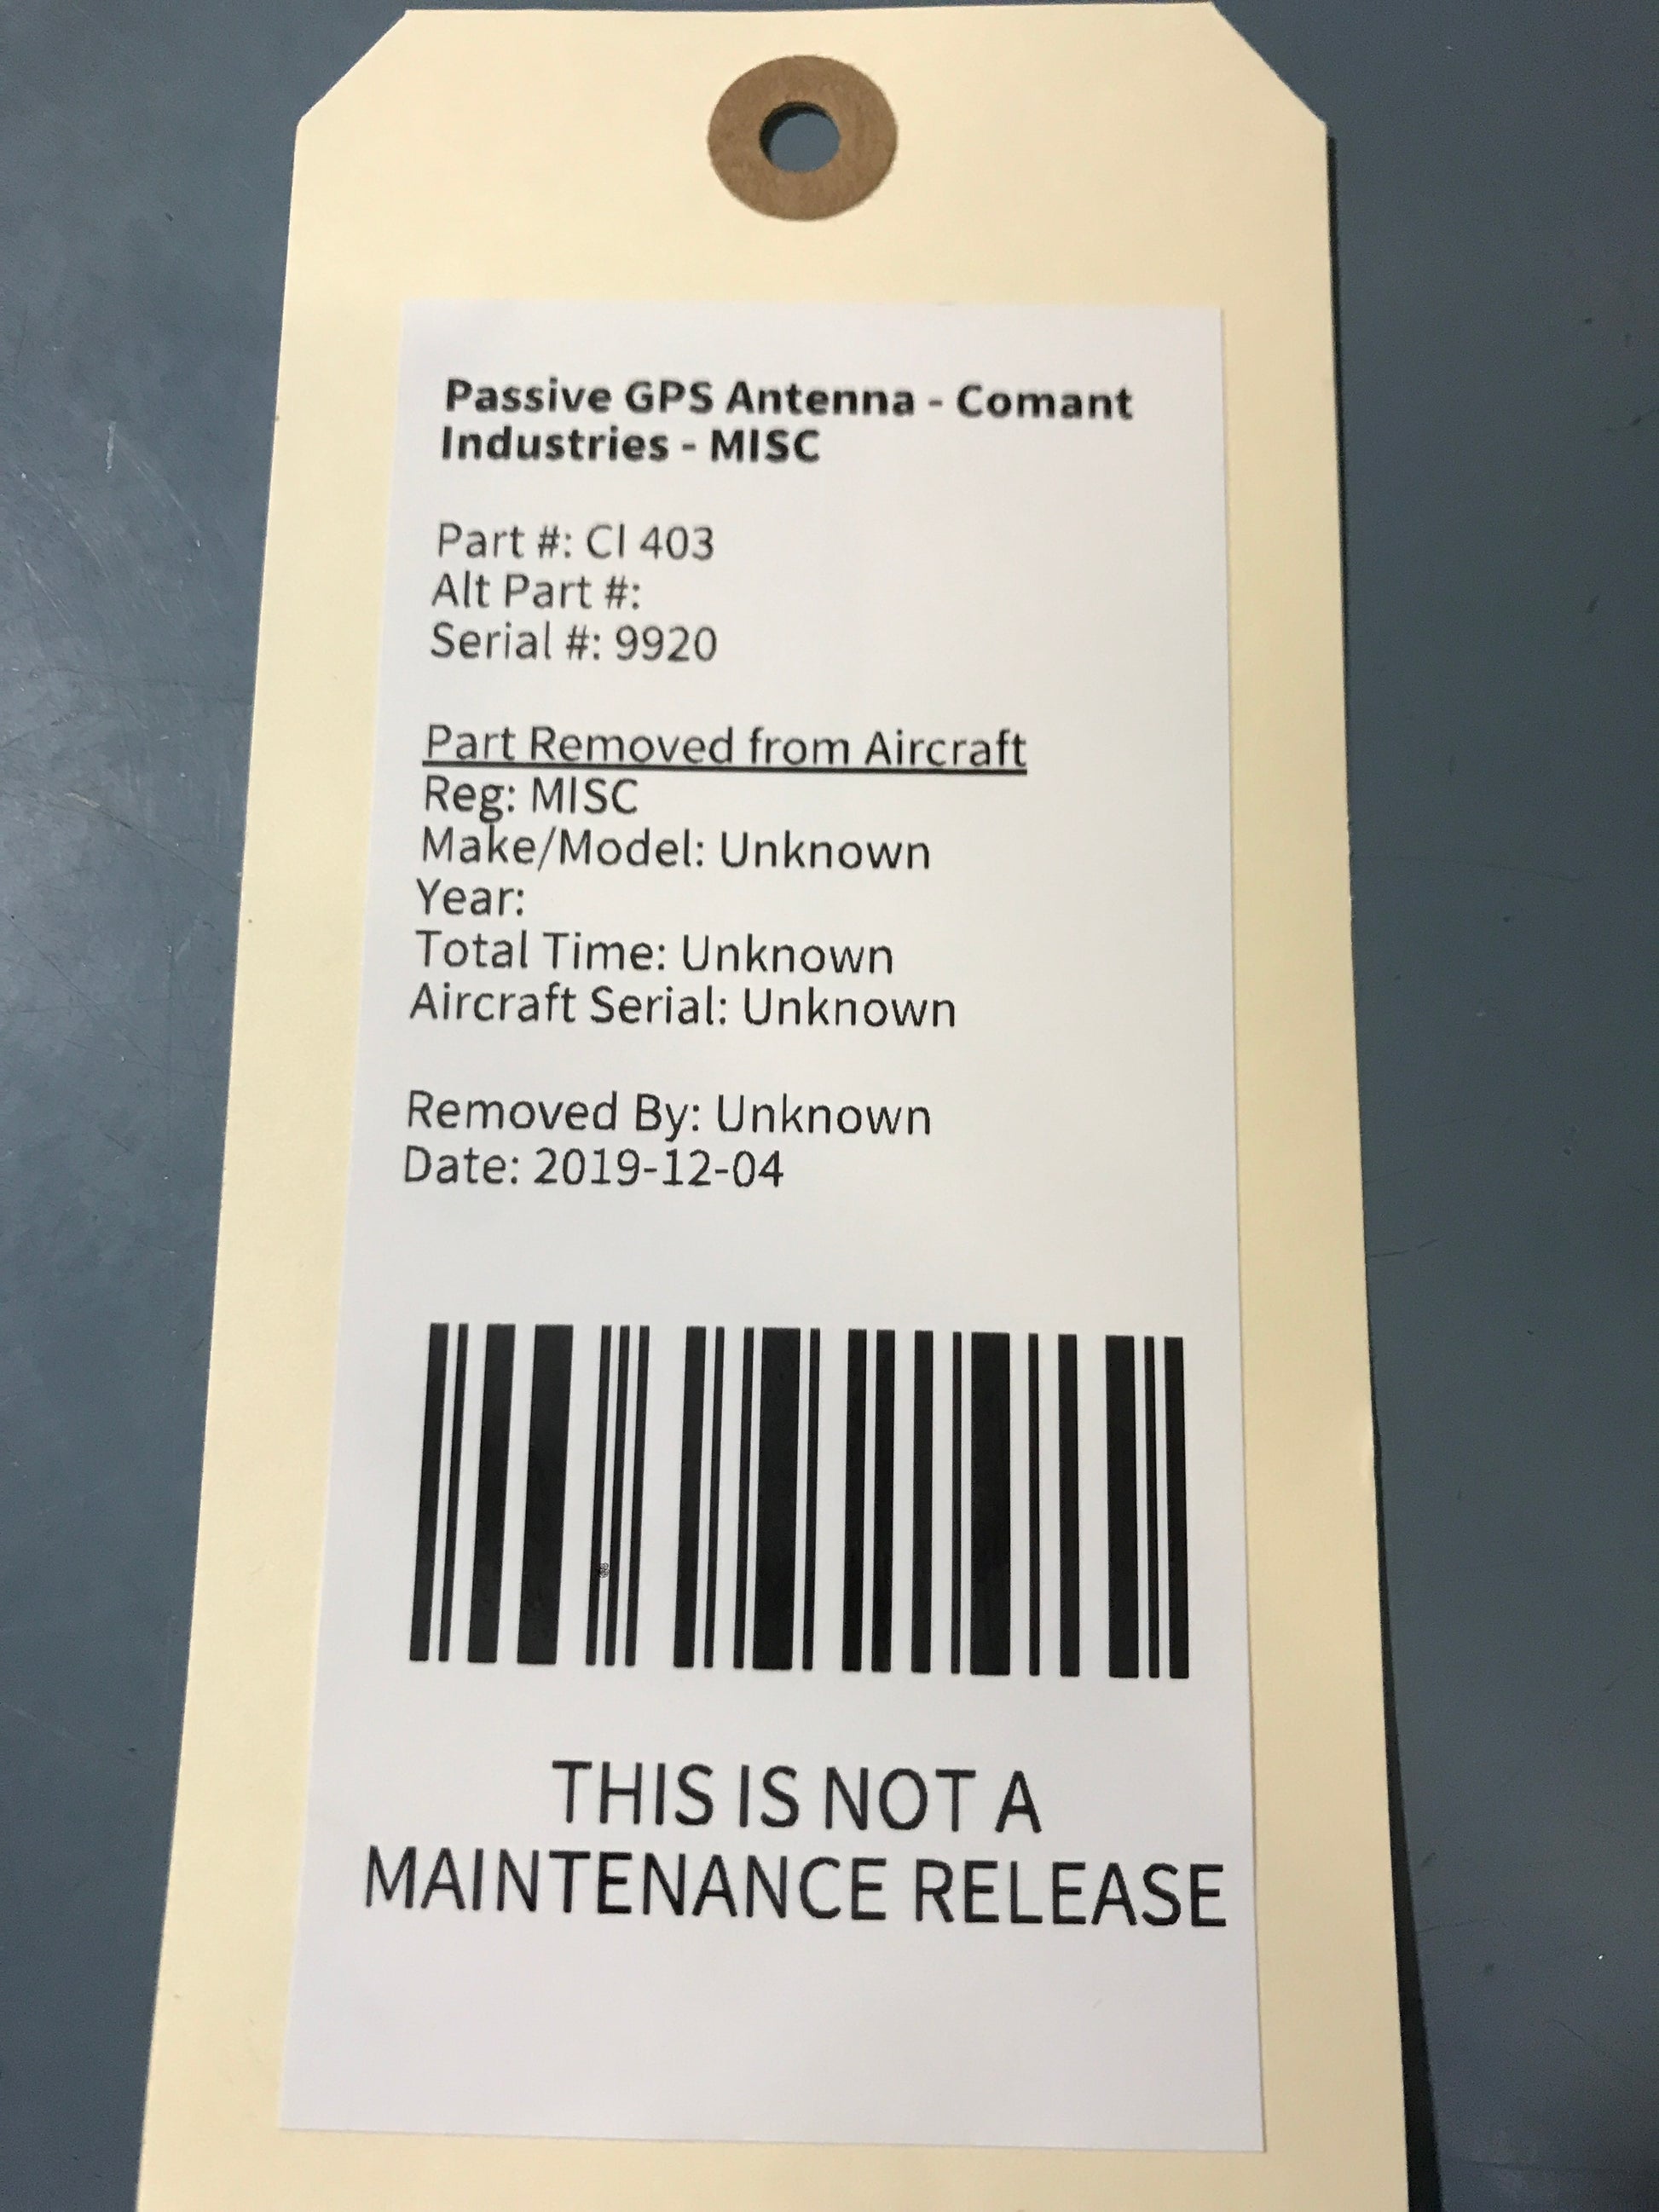 Passive GPS Antenna - Comant
Industries - MISC
Part #: CI 403
Alt Part #:
Serial #: 9920
Part Removed from Aircraft
Reg: MISC
Make/Model: Unknown
Year:
Total Time: Unknown
Aircraft Serial: Unknown
Removed By: Unknown
Date: 2019-12-04
THIS IS NOT A
MAINTENANCE RELEASE